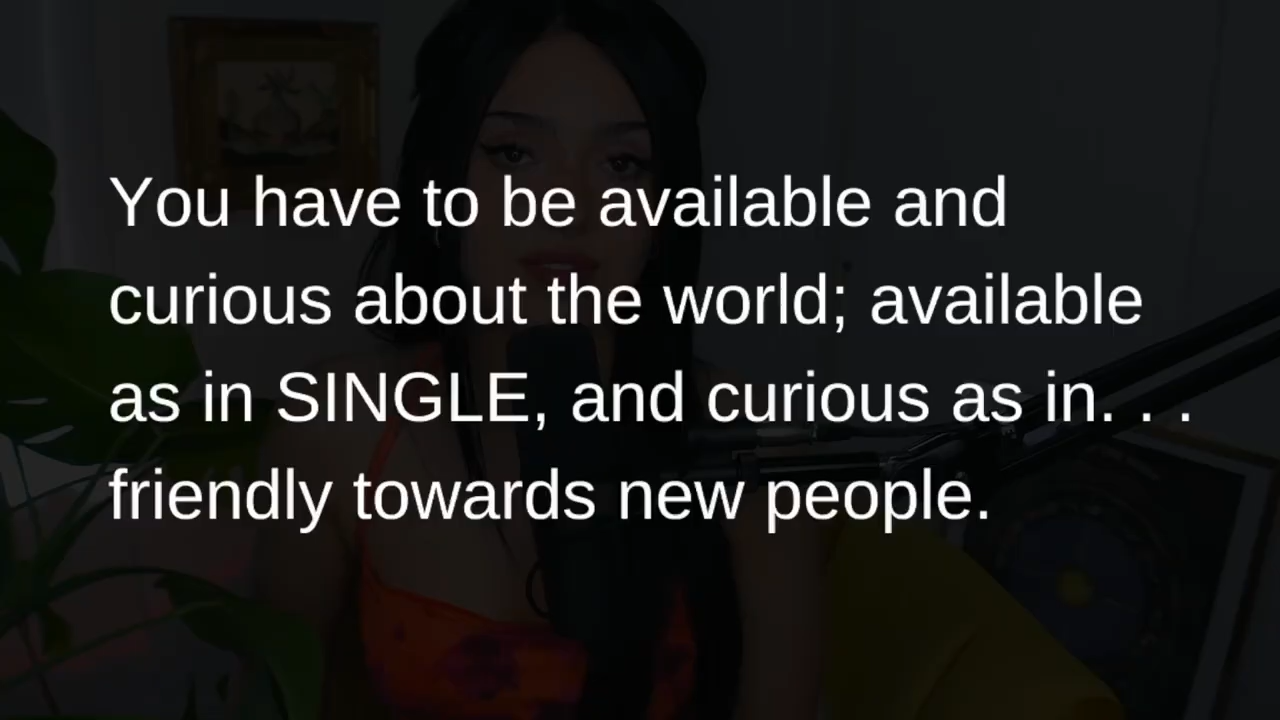 You have to be available and
curious about the world; available
as in SINGLE, and curious as in. . .
friendly towards new people.